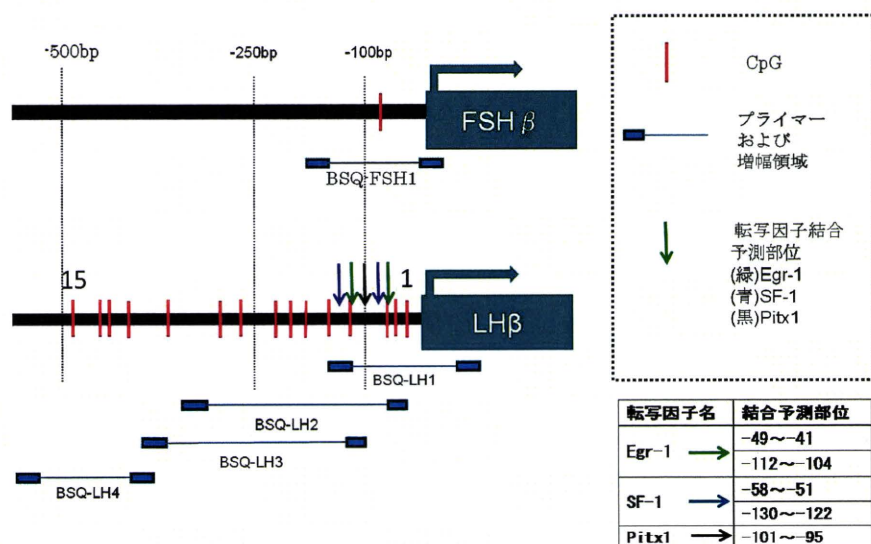 -500bp
-250bp
-100bp
FSH β
BSQ-FSH1
15
1
LHβ
BSQ-LH1
BSQ-LH2
BSQ-LH3
BSQ-LH4
CpG
プライマー
および
増幅領域
転写因子結合
予測部位
(緑)Egr-1
(青)SF-1
(黒)Pitx1
転写因子名 結合予測部位
Egr-1 -49~-41
-112~-104
SF-1 -58~-51
-130~-122
Pitx1 -101~-95